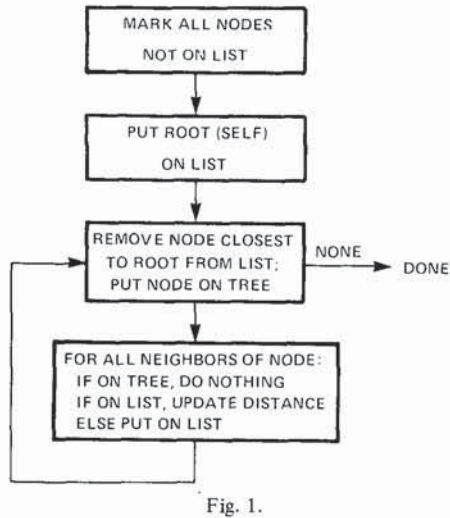 MARK ALL NODES
NOT ON LIST
PUT ROOT (SELF)
ON LIST
REMOVE NODE CLOSEST
TO ROOT FROM LIST;
PUT NODE ON TREE
NONE
DONE
FOR ALL NEIGHBORS OF NODE:
IF ON TREE, DO NOTHING
IF ON LIST, UPDATE DISTANCE
ELSE PUT ON LIST
Fig. 1.